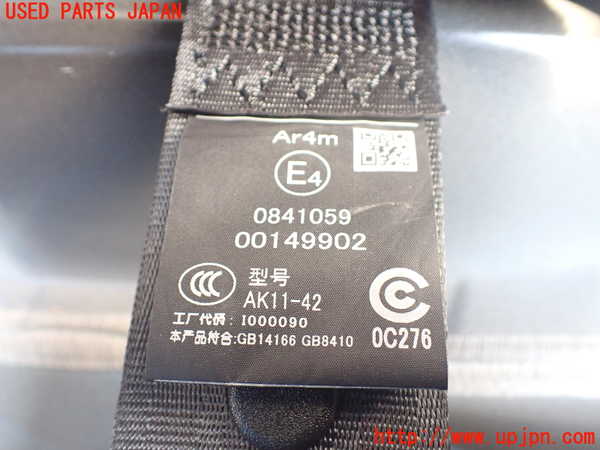 USED PARTS JAPAN
Ar4m
E4
0841059
00149902
CCC 型号
AK11-42
工厂代码: I000090
本产品符合:GB14166 GB8410
C
0C276
http://www.upjpn.com/